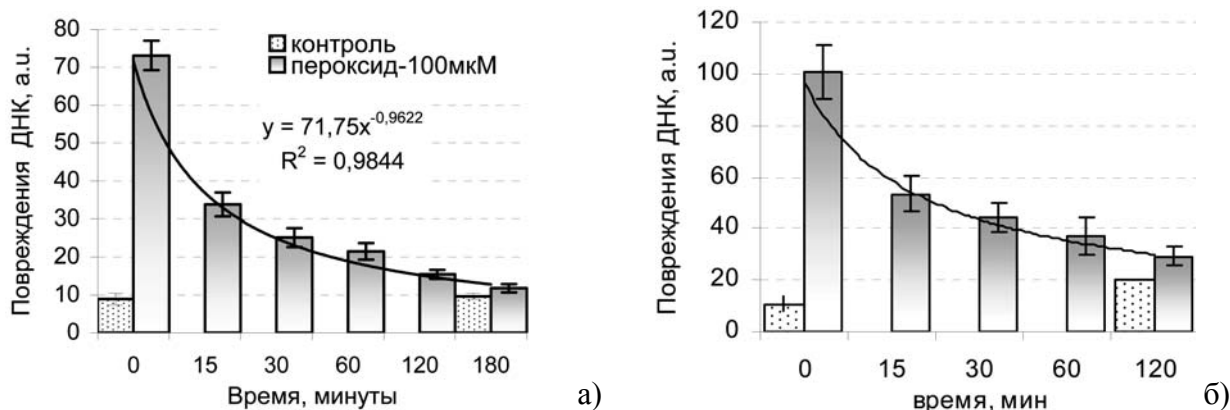 Повреждения ДНК, a.u.
80
70
60
50
40
30
20
10
0
контроль
пероксид-100мкМ
y = 71,75x^-0,9622
R^2 = 0,9844
0 15 30 60 120 180
Время, минуты
а)
Повреждения ДНК, a.u.
120
100
80
60
40
20
0
0 15 30 60 120
время, мин
б)